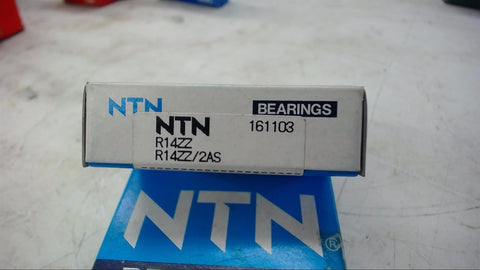 NTN BEARINGS
NTN 161103
R14ZZ
R14ZZ/2AS
NTN ®